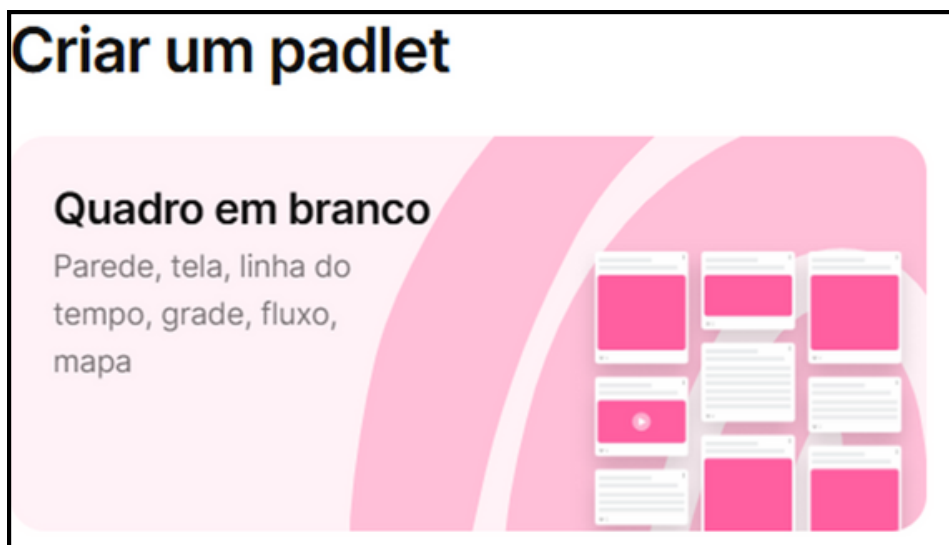 Criar um padlet
Quadro em branco
Parede, tela, linha do
tempo, grade, fluxo,
mapa